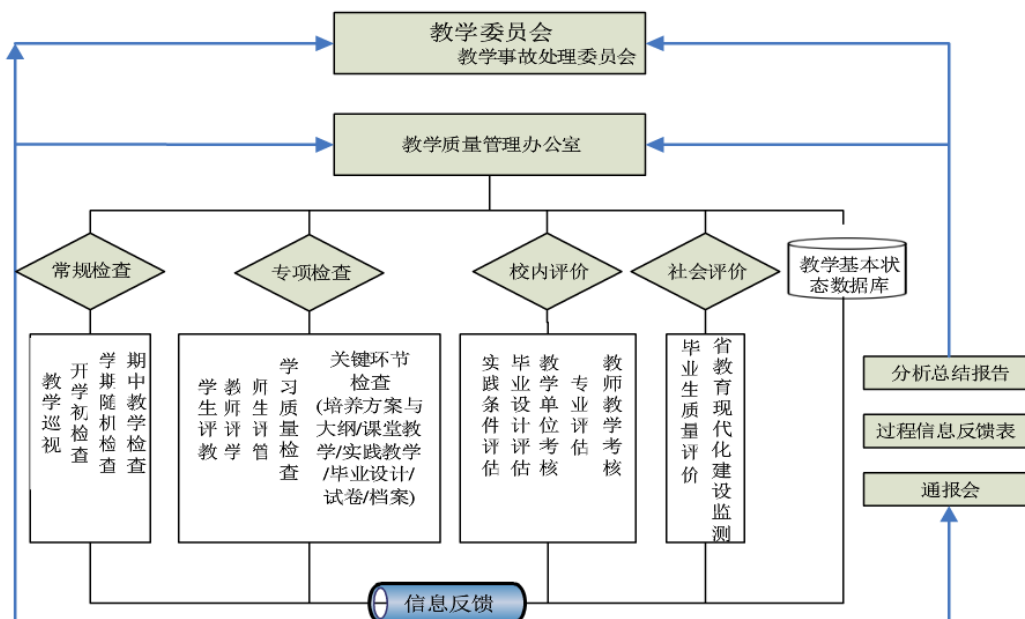 教学委员会
教学事故处理委员会
教学质量管理办公室
常规检查
专项检查
校内评价
社会评价
教学基本状
态数据库
教学巡视
开学初检查
学期随机检查
期中教学检查
学生评教
教师评学
师生评管
学习质量检查
关键环节
检查
(培养方案与
大纲/课堂教
学/实践教学
/毕业设计/
试卷/档案)
实践条件评估
毕业设计评估
教学单位考核
专业评估
教师教学考核
毕业生质量评价
省教育现代化建设监测
分析总结报告
过程信息反馈表
通报会
信息反馈